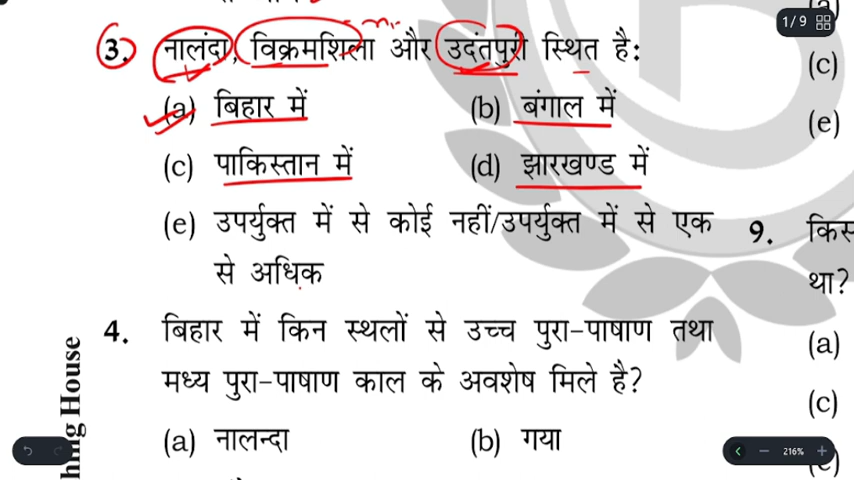 1/9
3. नालंदा, विक्रमशिला और उदंतपुरी स्थित है:
(a) बिहार में (b) बंगाल में
(c) पाकिस्तान में (d) झारखण्ड में
(e) उपर्युक्त में से कोई नहीं/उपर्युक्त में से एक
से अधिक
4. बिहार में किन स्थलों से उच्च पुरा-पाषाण तथा
मध्य पुरा-पाषाण काल के अवशेष मिले है?
(a) नालन्दा (b) गया
(c)
(e)
9. किस
था?
(a)
(c)
House
216%